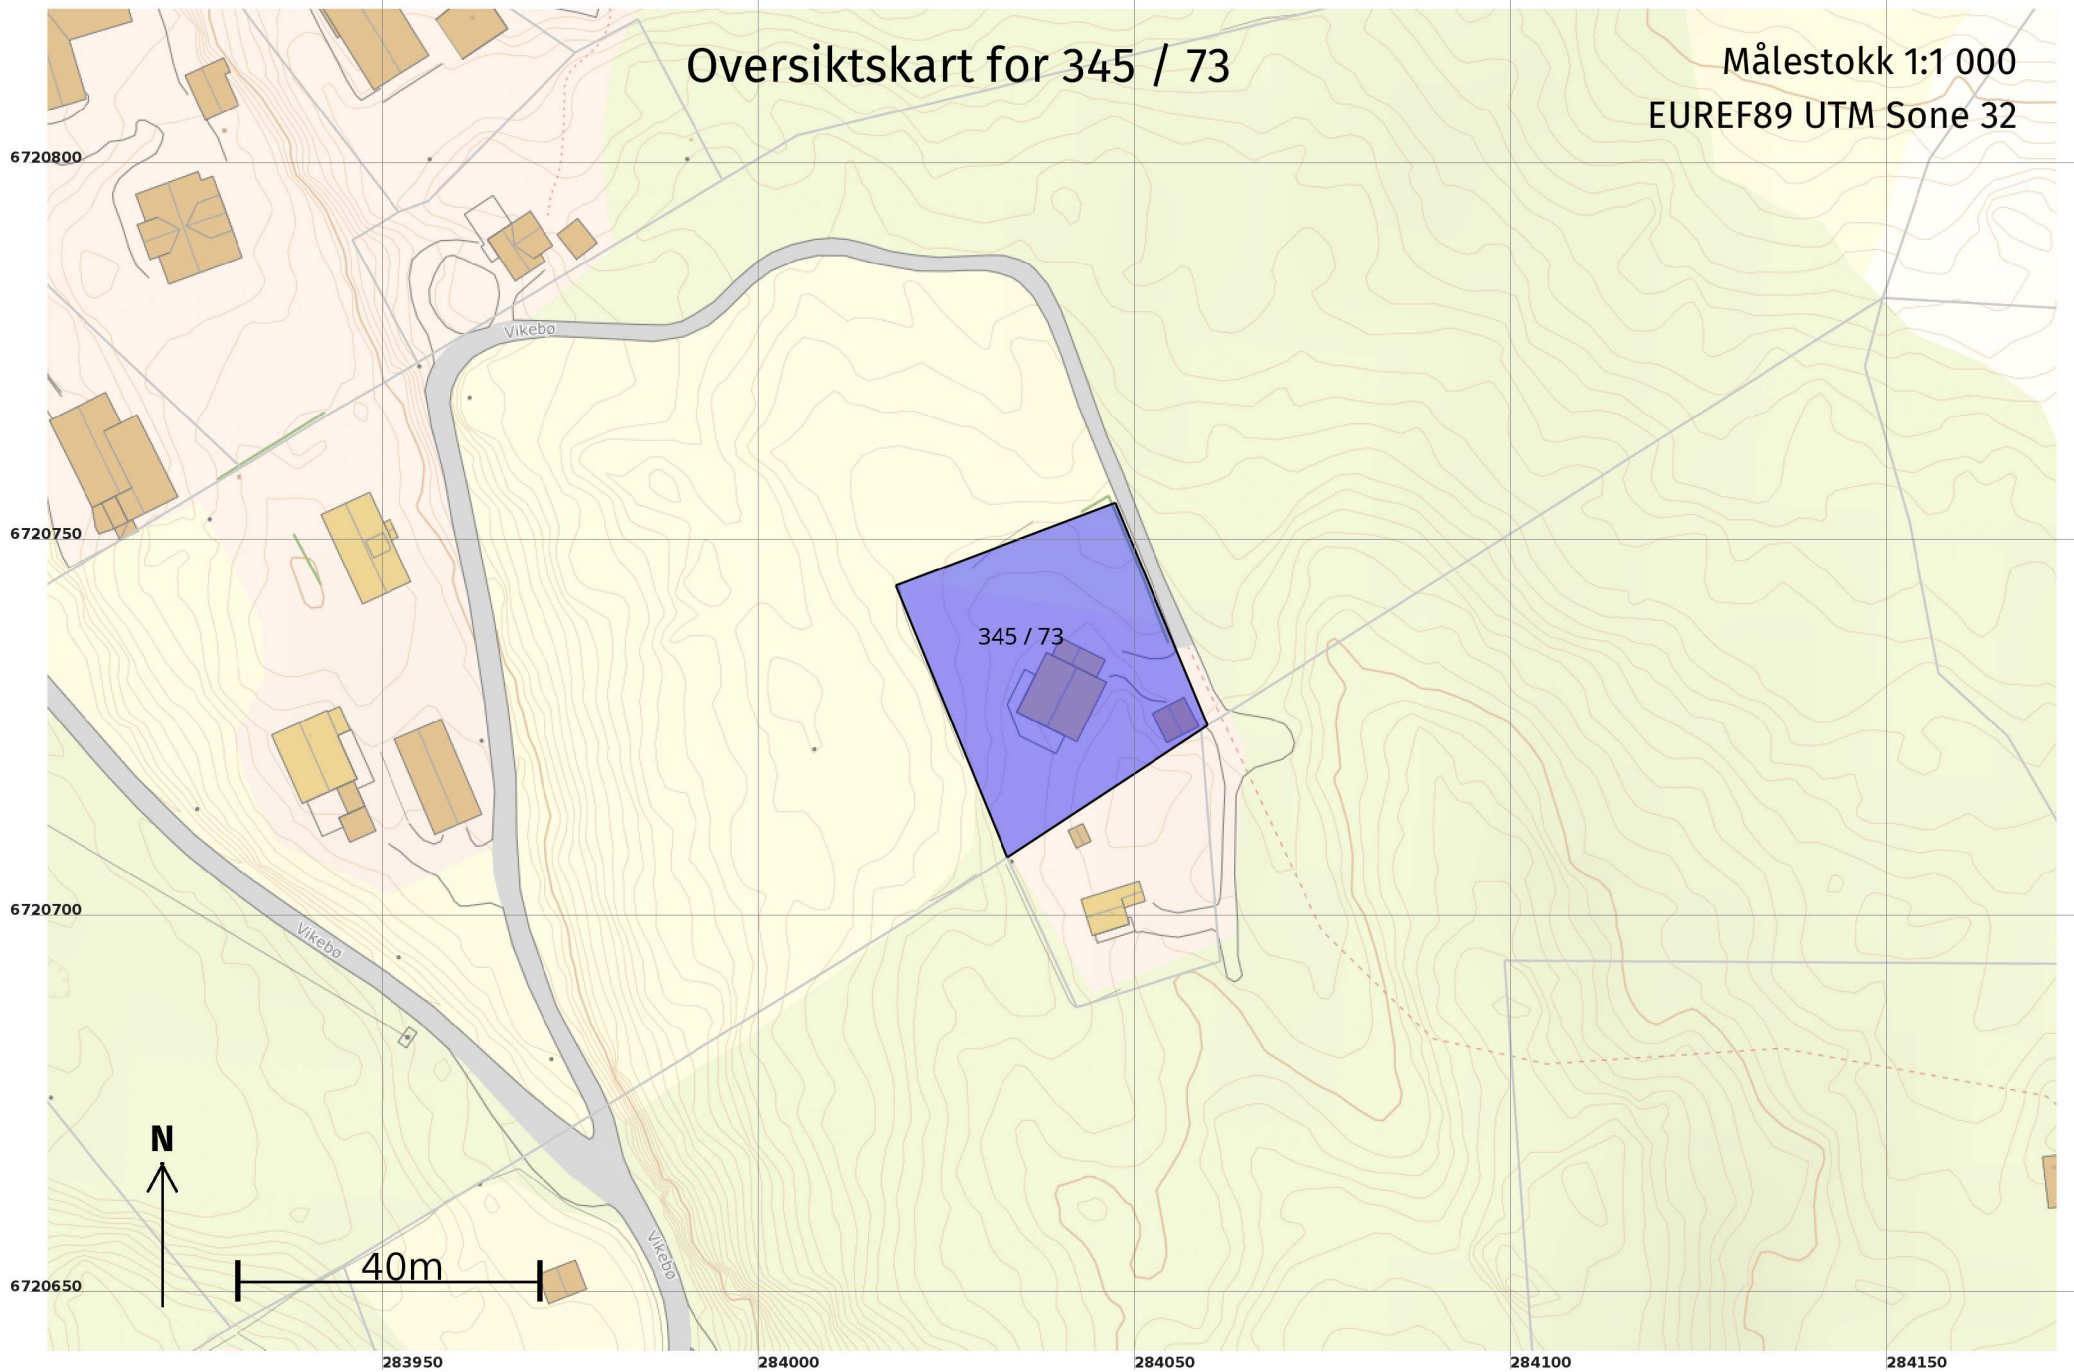 Oversiktskart for 345 / 73
Målestokk 1:1 000
EUREF89 UTM Sone 32
6720800
Vikebø
6720750
345 / 73
6720700
Vikebø
N
Vikebø
40m
6720650
283950
284000
284050
284100
284150